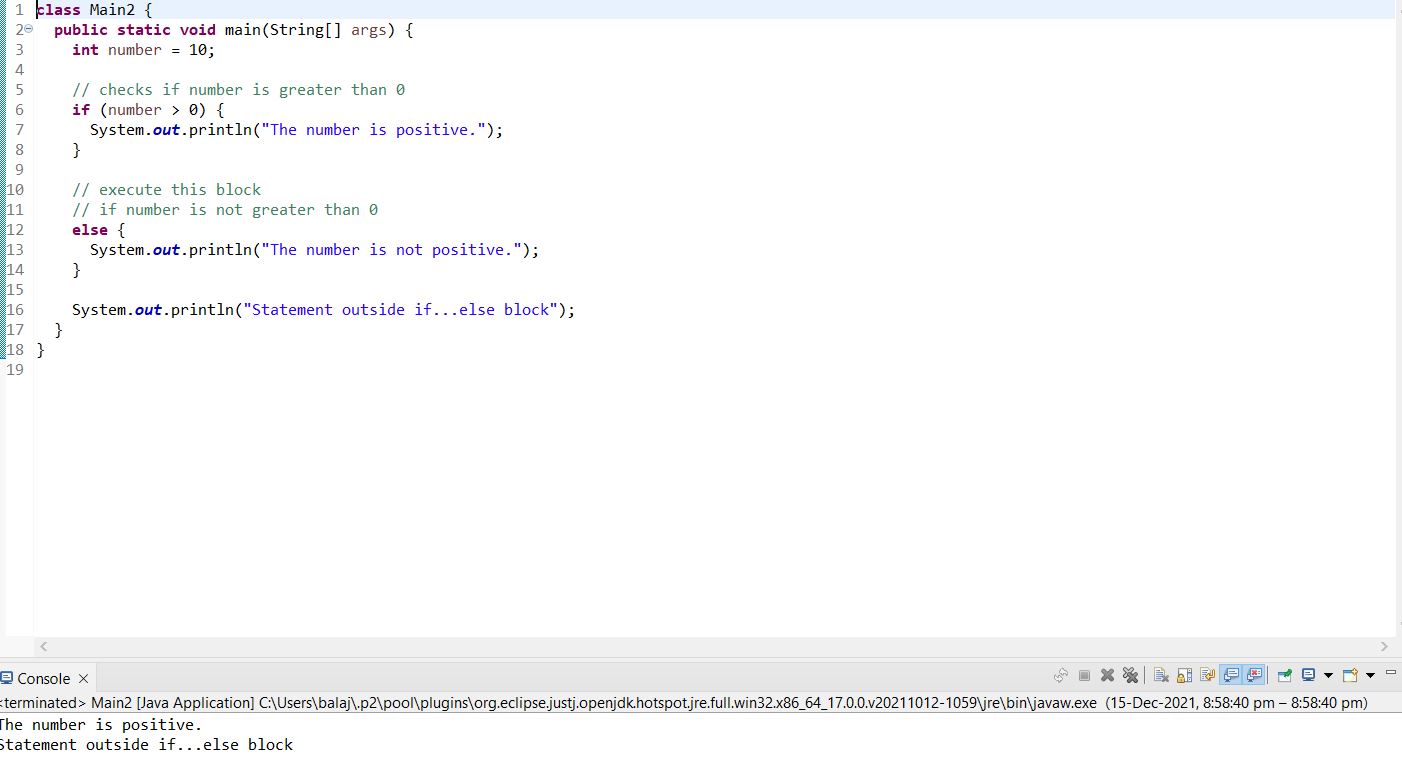 1 class Main2 {
2 public static void main(String[] args) {
3 int number = 10;
4
5 // checks if number is greater than 0
6 if (number > 0) {
7 System.out.println("The number is positive.");
8 }
9
10 // execute this block
11 // if number is not greater than 0
12 else {
13 System.out.println("The number is not positive.");
14 }
15
16 System.out.println("Statement outside if...else block");
17 }
18 }
19
Console
<terminated> Main2 [Java Application] C:\Users\balaj\.p2\pool\plugins\org.eclipse.justj.openjdk.hotspot.jre.full.win32.x86_64_17.0.0.v20211012-1059\jre\bin\javaw.exe (15-Dec-2021, 8:58:40 pm – 8:58:40 pm)
The number is positive.
Statement outside if...else block